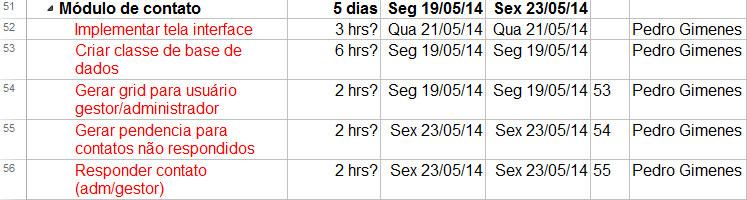 51 Módulo de contato 5 dias Seg 19/05/14 Sex 23/05/14
52 Implementar tela interface 3 hrs? Qua 21/05/14 Qua 21/05/14 Pedro Gimenes
53 Criar classe de base de 6 hrs? Seg 19/05/14 Seg 19/05/14 Pedro Gimenes
dados
54 Gerar grid para usuário 2 hrs? Seg 19/05/14 Seg 19/05/14 53 Pedro Gimenes
gestor/administrador
55 Gerar pendencia para 2 hrs? Sex 23/05/14 Sex 23/05/14 54 Pedro Gimenes
contatos não respondidos
56 Responder contato 2 hrs? Sex 23/05/14 Sex 23/05/14 55 Pedro Gimenes
(adm/gestor)